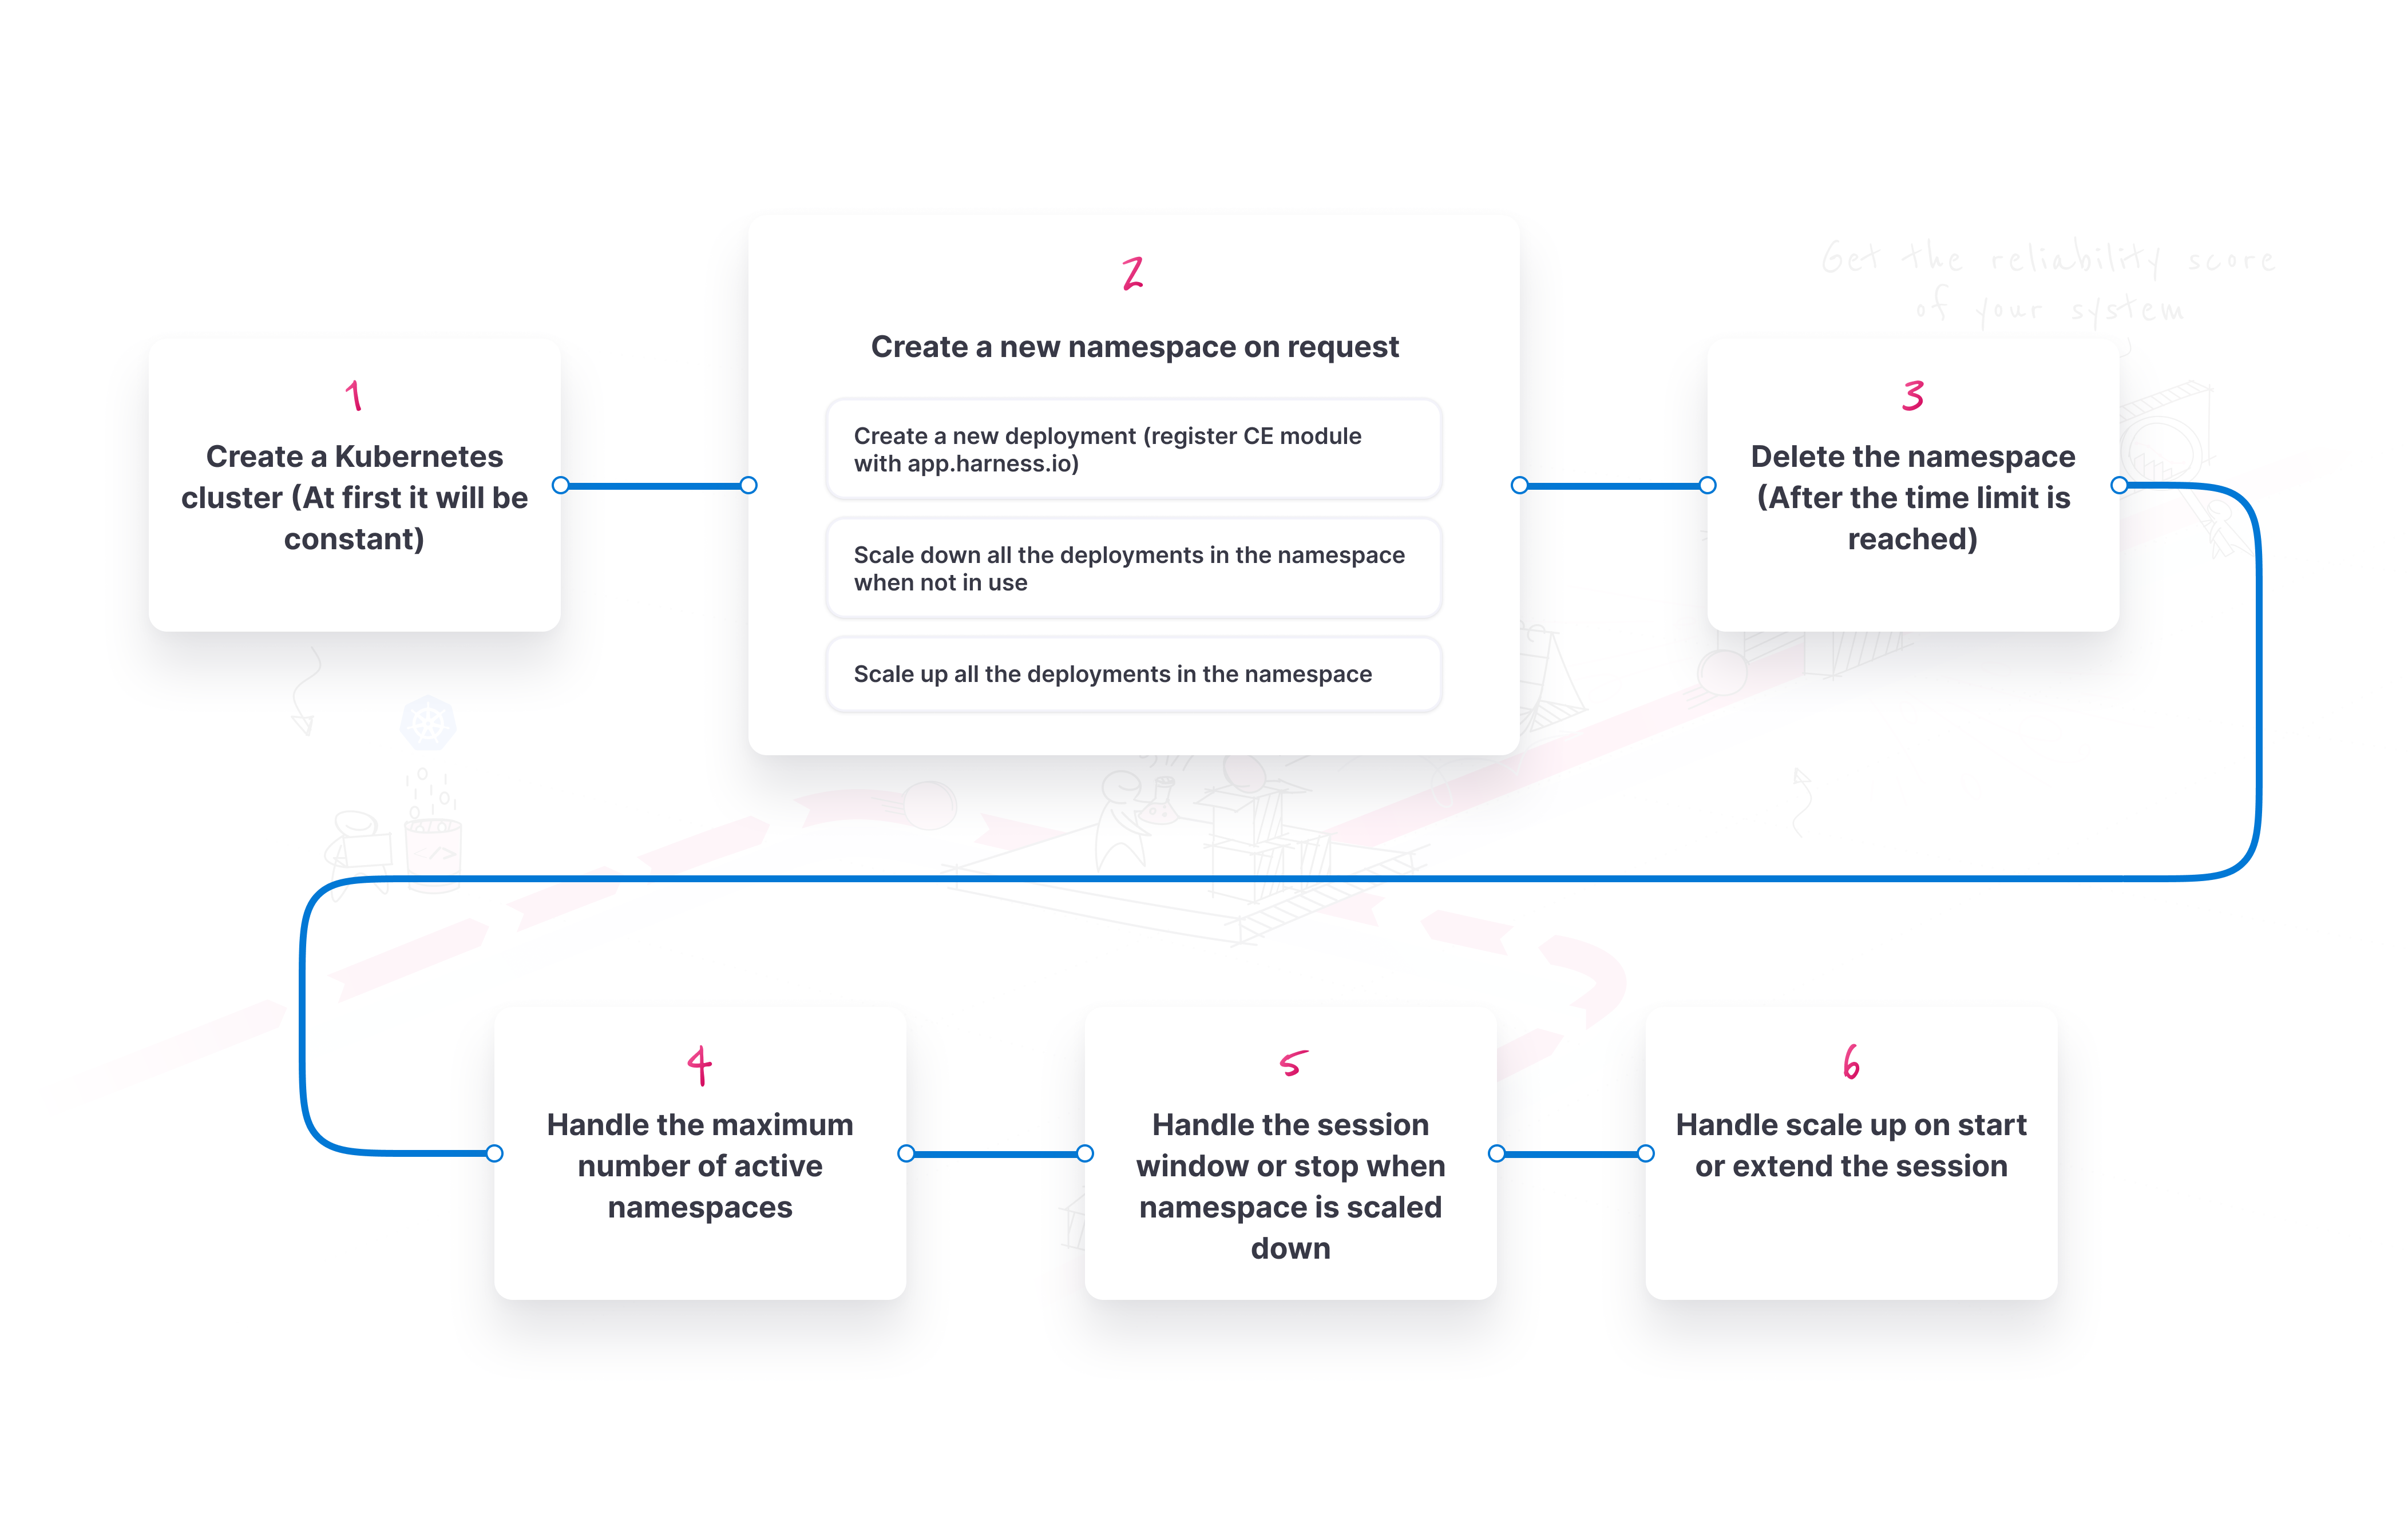 Get the reliability score
of your system
1
Create a Kubernetes
cluster (At first it will be
constant)
2
Create a new namespace on request
Create a new deployment (register CE module
with app.harness.io)
Scale down all the deployments in the namespace
when not in use
Scale up all the deployments in the namespace
3
Delete the namespace
(After the time limit is
reached)
4
Handle the maximum
number of active
namespaces
5
Handle the session
window or stop when
namespace is scaled
down
6
Handle scale up on start
or extend the session